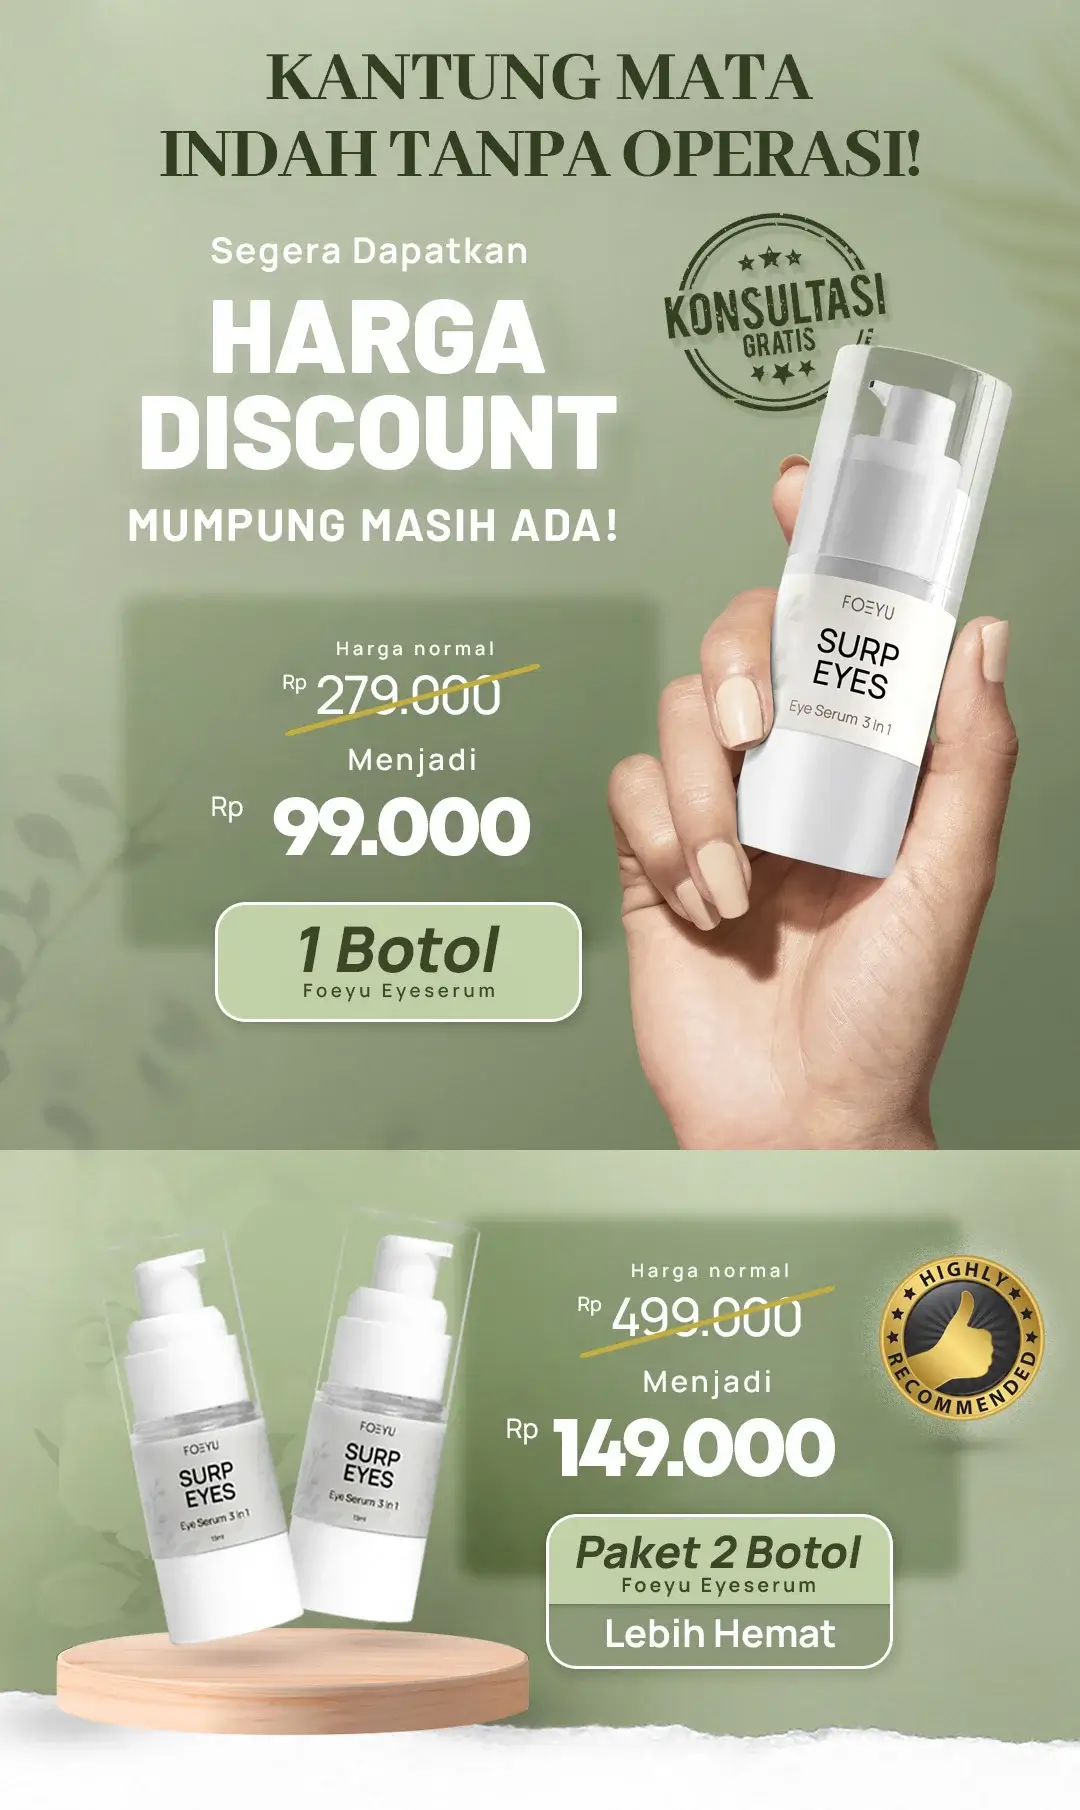 KANTUNG MATA
INDAH TANPA OPERASI!
Segera Dapatkan
HARGA
DISCOUNT
MUMPUNG MASIH ADA!
KONSULTASI
GRATIS
FOEYU
SURP
EYES
Eye Serum 3 in 1
Harga normal
Rp 279.000
Menjadi
Rp 99.000
1 Botol
Foeyu Eyeserum
FOEYU
SURP
EYES
Eye Serum 3 in 1
15ml
FOEYU
SURP
EYES
Eye Serum 3 in 1
15ml
Harga normal
Rp 499.000
Menjadi
Rp 149.000
HIGHLY
RECOMMENDED
Paket 2 Botol
Foeyu Eyeserum
Lebih Hemat